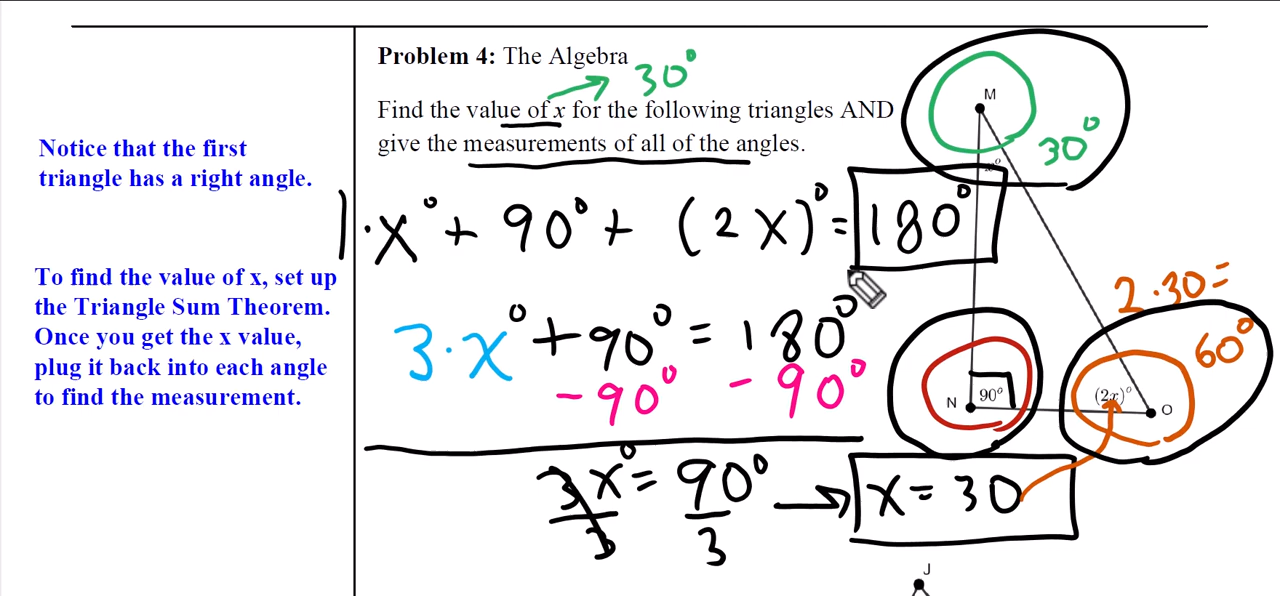 Problem 4: The Algebra
30°
Find the value of x for the following triangles AND
give the measurements of all of the angles.
Notice that the first
triangle has a right angle.
To find the value of x, set up
the Triangle Sum Theorem.
Once you get the x value,
plug it back into each angle
to find the measurement.
1·x° + 90° + (2x)° = 180°
3·x° + 90° = 180°
-90° - 90°
3x° = 90°
3 3
x = 30
M
30°
x°
2·30=
60°
N
90°
(2x)°
O
J